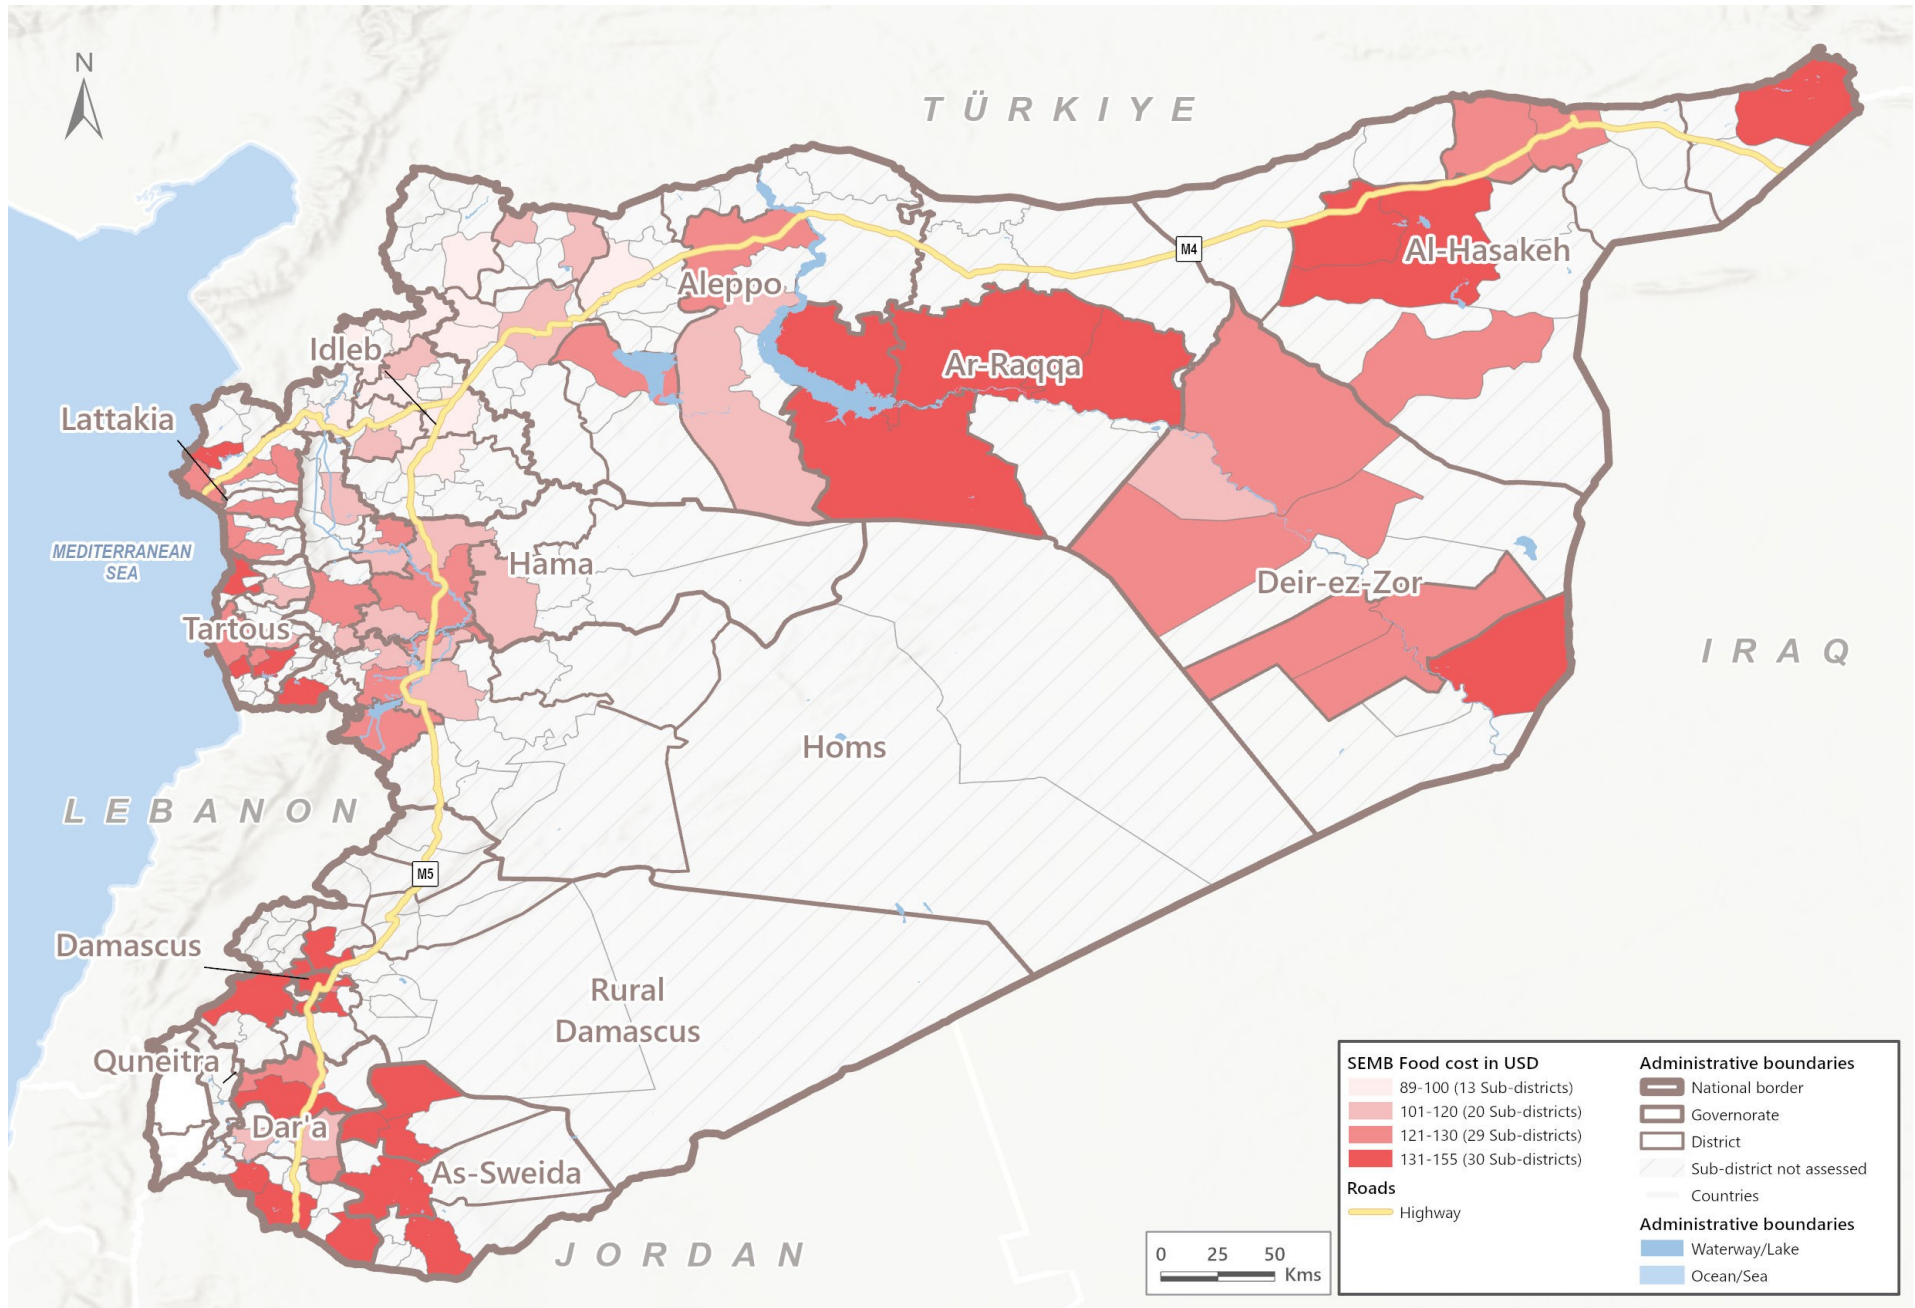 N
TÜRKIYE
M4
Al-Hasakeh
Aleppo
Idleb
Ar-Raqqa
Lattakia
MEDITERRANEAN
SEA
Hama
Deir-ez-Zor
Tartous
IRAQ
Homs
LEBANON
M5
Damascus
Rural
Damascus
Quneitra
Dar'a
As-Sweida
JORDAN
0 25 50
Kms
SEMB Food cost in USD
89-100 (13 Sub-districts)
101-120 (20 Sub-districts)
121-130 (29 Sub-districts)
131-155 (30 Sub-districts)
Roads
Highway
Administrative boundaries
National border
Governorate
District
Sub-district not assessed
Countries
Administrative boundaries
Waterway/Lake
Ocean/Sea